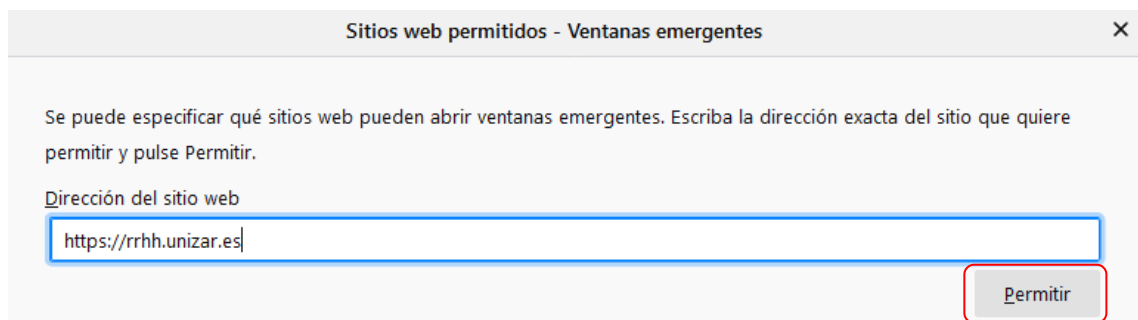 Sitios web permitidos - Ventanas emergentes
Se puede especificar qué sitios web pueden abrir ventanas emergentes. Escriba la dirección exacta del sitio que quiere
permitir y pulse Permitir.
Dirección del sitio web
https://rrhh.unizar.es
Permitir